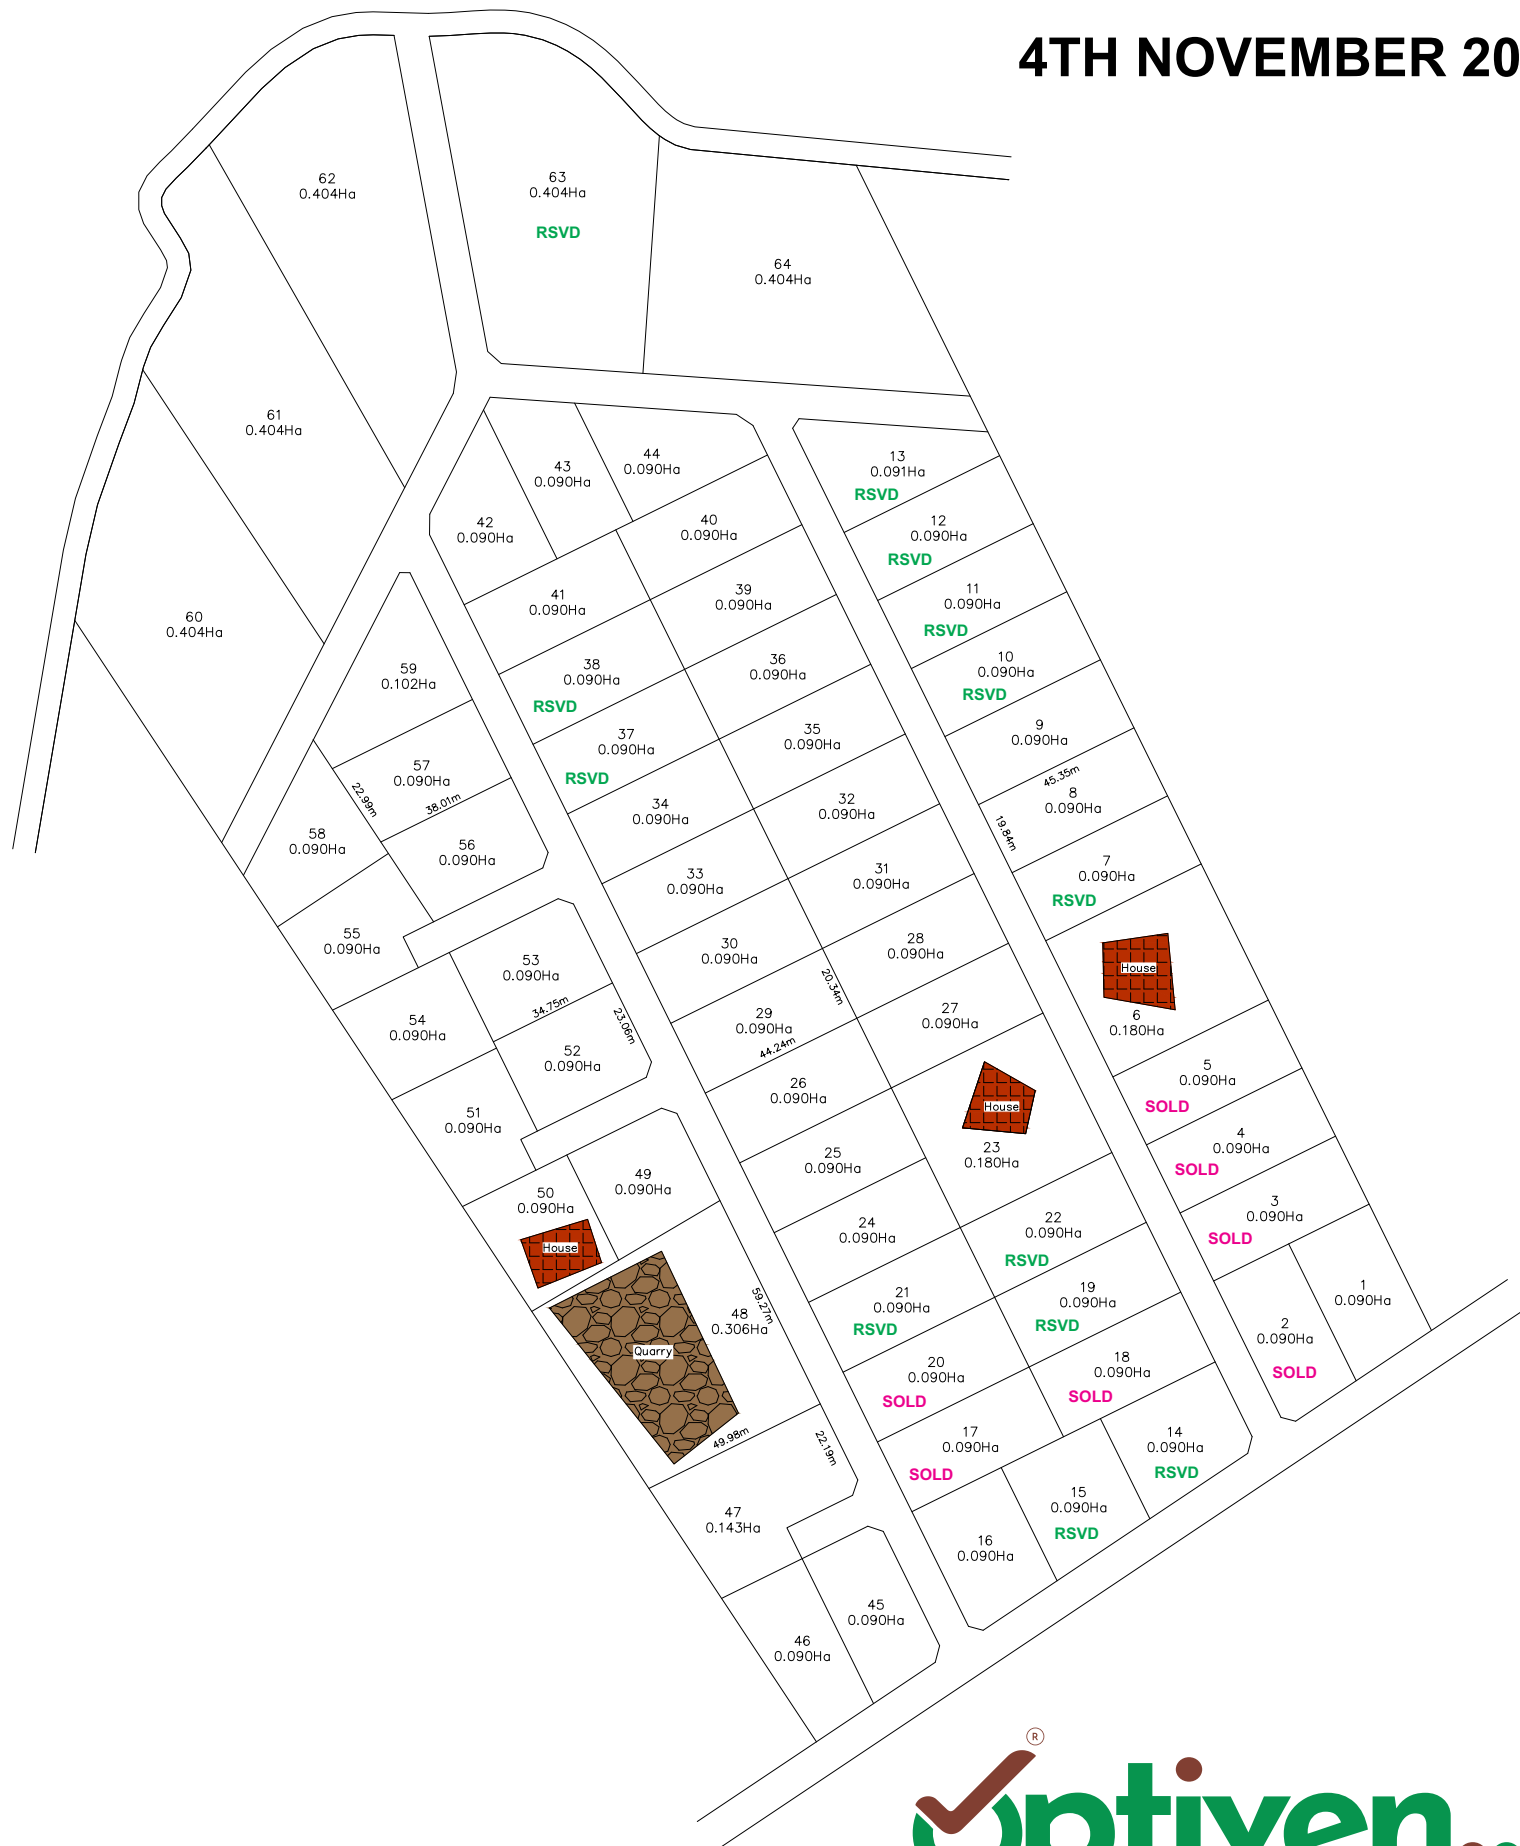 4TH NOVEMBER 20
62
0.404Ha
63
0.404Ha
RSVD
64
0.404Ha
61
0.404Ha
60
0.404Ha
44
0.090Ha
43
0.090Ha
42
0.090Ha
13
0.091Ha
RSVD
40
0.090Ha
12
0.090Ha
RSVD
41
0.090Ha
39
0.090Ha
11
0.090Ha
RSVD
59
0.102Ha
38
0.090Ha
RSVD
36
0.090Ha
10
0.090Ha
RSVD
37
0.090Ha
RSVD
35
0.090Ha
9
0.090Ha
45.35m
57
0.090Ha
22.99m
38.01m
34
0.090Ha
32
0.090Ha
8
0.090Ha
19.84m
58
0.090Ha
56
0.090Ha
33
0.090Ha
31
0.090Ha
7
0.090Ha
RSVD
55
0.090Ha
53
0.090Ha
30
0.090Ha
28
0.090Ha
House
6
0.180Ha
34.75m
23.06m
20.34m
54
0.090Ha
29
0.090Ha
44.24m
27
0.090Ha
52
0.090Ha
26
0.090Ha
5
0.090Ha
SOLD
51
0.090Ha
House
23
0.180Ha
4
0.090Ha
SOLD
25
0.090Ha
49
0.090Ha
50
0.090Ha
House
24
0.090Ha
22
0.090Ha
RSVD
3
0.090Ha
SOLD
59.27m
48
0.306Ha
Quarry
21
0.090Ha
RSVD
19
0.090Ha
RSVD
1
0.090Ha
2
0.090Ha
SOLD
20
0.090Ha
SOLD
18
0.090Ha
SOLD
49.98m
22.19m
17
0.090Ha
SOLD
14
0.090Ha
RSVD
47
0.143Ha
15
0.090Ha
RSVD
16
0.090Ha
45
0.090Ha
46
0.090Ha
R
Optiven